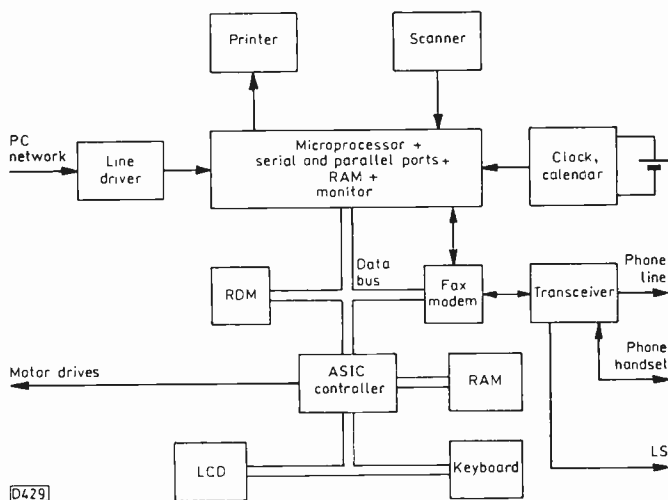 Printer
Scanner
PC
network
Line
driver
Microprocessor +
serial and parallel ports +
RAM +
monitor
Clock,
calendar
Data
bus
RDM
Fax
modem
Transceiver
Phone
line
Phone
handset
Motor drives
ASIC
controller
RAM
LS
LCD
Keyboard
D429